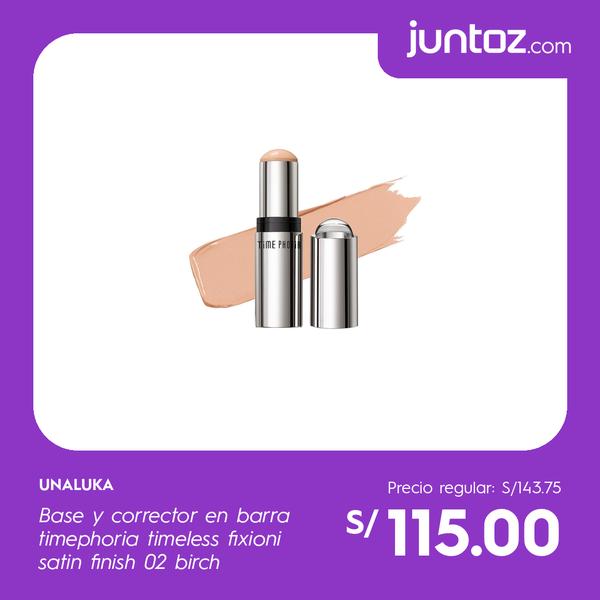 juntoz.com
TIME PHORIA
UNALUKA
Base y corrector en barra
timephoria timeless fixioni
satin finish 02 birch
Precio regular: S/143.75
S/115.00